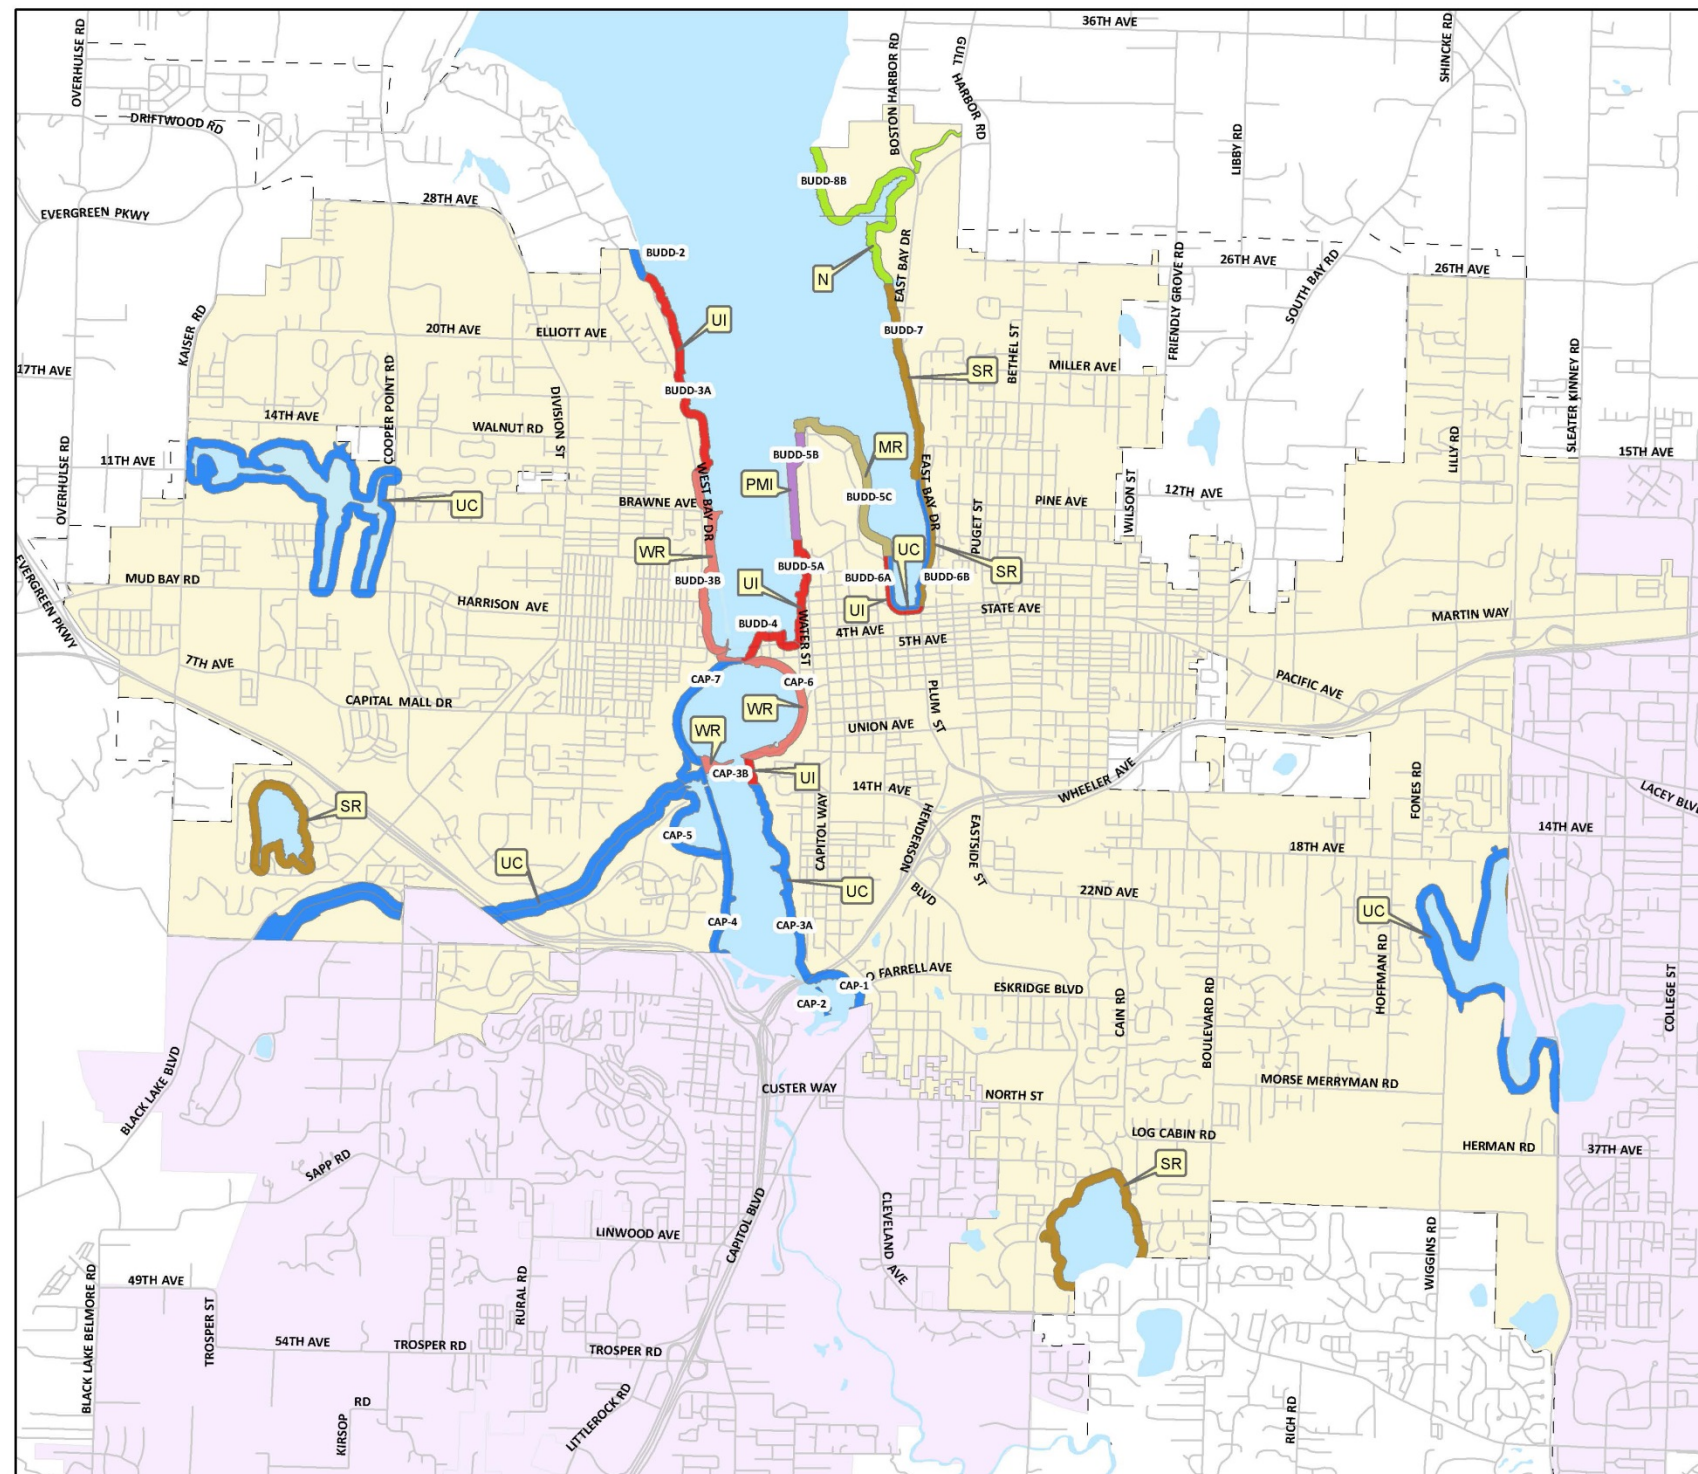 36TH AVE
OVERHULSE RD
BOSTON HARBOR RD
GULL HARBOR RD
SHINCKE RD
DRIFTWOOD RD
LIBBY RD
BUDD-8B
28TH AVE
EVERGREEN PKWY
BUDD-2
N
EAST BAY DR
26TH AVE
26TH AVE
FRIENDLY GROVE RD
SOUTH BAY RD
KAISER RD
UI
20TH AVE
ELLIOTT AVE
BUDD-7
BETHEL ST
MILLER AVE
SR
17TH AVE
COOPER POINT RD
BUDD-3A
DIVISION ST
SLEATER KINNEY RD
14TH AVE
WALNUT RD
LILLY RD
11TH AVE
OVERHULSE RD
BUDD-5B
MR
15TH AVE
WEST BAY DR
PMI
EAST BAY DR
UC
BRAWNE AVE
BUDD-5C
PUGET ST
PINE AVE
WILSON ST
12TH AVE
WR
UC
SR
EVERGREEN PKWY
MUD BAY RD
BUDD-3B
UI
BUDD-5A
BUDD-6A
BUDD-6B
HARRISON AVE
UI
STATE AVE
MARTIN WAY
BUDD-4
WATER ST
4TH AVE
5TH AVE
7TH AVE
CAP-7
CAP-6
PACIFIC AVE
CAPITAL MALL DR
WR
PLUM ST
WR
UNION AVE
CAP-3B
UI
14TH AVE
WHEELER AVE
FONES RD
LACEY BLVD
SR
CAPITOL WAY
HENDERSON BLVD
EASTSIDE ST
14TH AVE
CAP-5
18TH AVE
UC
UC
22ND AVE
UC
CAP-4
CAP-3A
HOFFMAN RD
O FARRELL AVE
CAP-1
CAP-2
ESKRIDGE BLVD
CAIN RD
BOULEVARD RD
COLLEGE ST
BLACK LAKE BLVD
CUSTER WAY
NORTH ST
MORSE MERRYMAN RD
LOG CABIN RD
HERMAN RD
37TH AVE
SAPP RD
SR
LINWOOD AVE
CAPITOL BLVD
CLEVELAND AVE
WIGGINS RD
49TH AVE
BLACK LAKE BELMORE RD
TROSPER ST
RURAL RD
54TH AVE
TROSPER RD
TROSPER RD
KIRSOP RD
LITTLEROCK RD
RICH RD